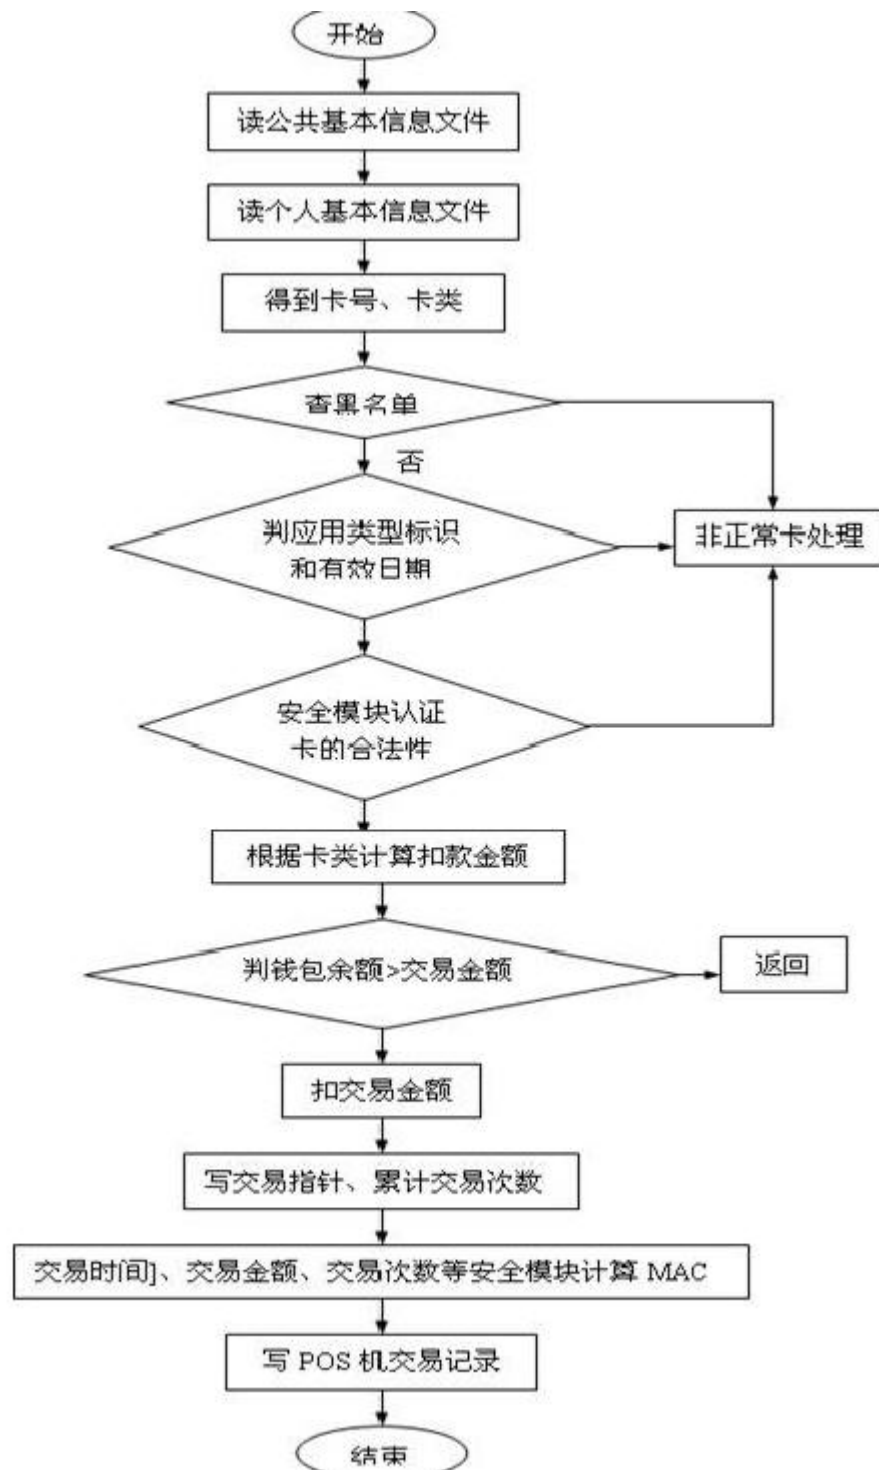 开始
读公共基本信息文件
读个人基本信息文件
得到卡号、卡类
查黑名单
否
判应用类型标识
和有效日期
非正常卡处理
安全模块认证
卡的合法性
根据卡类计算扣款金额
判钱包余额>交易金额
返回
扣交易金额
写交易指针、累计交易次数
交易时间]、交易金额、交易次数等安全模块计算 MAC
写 POS 机交易记录
结束